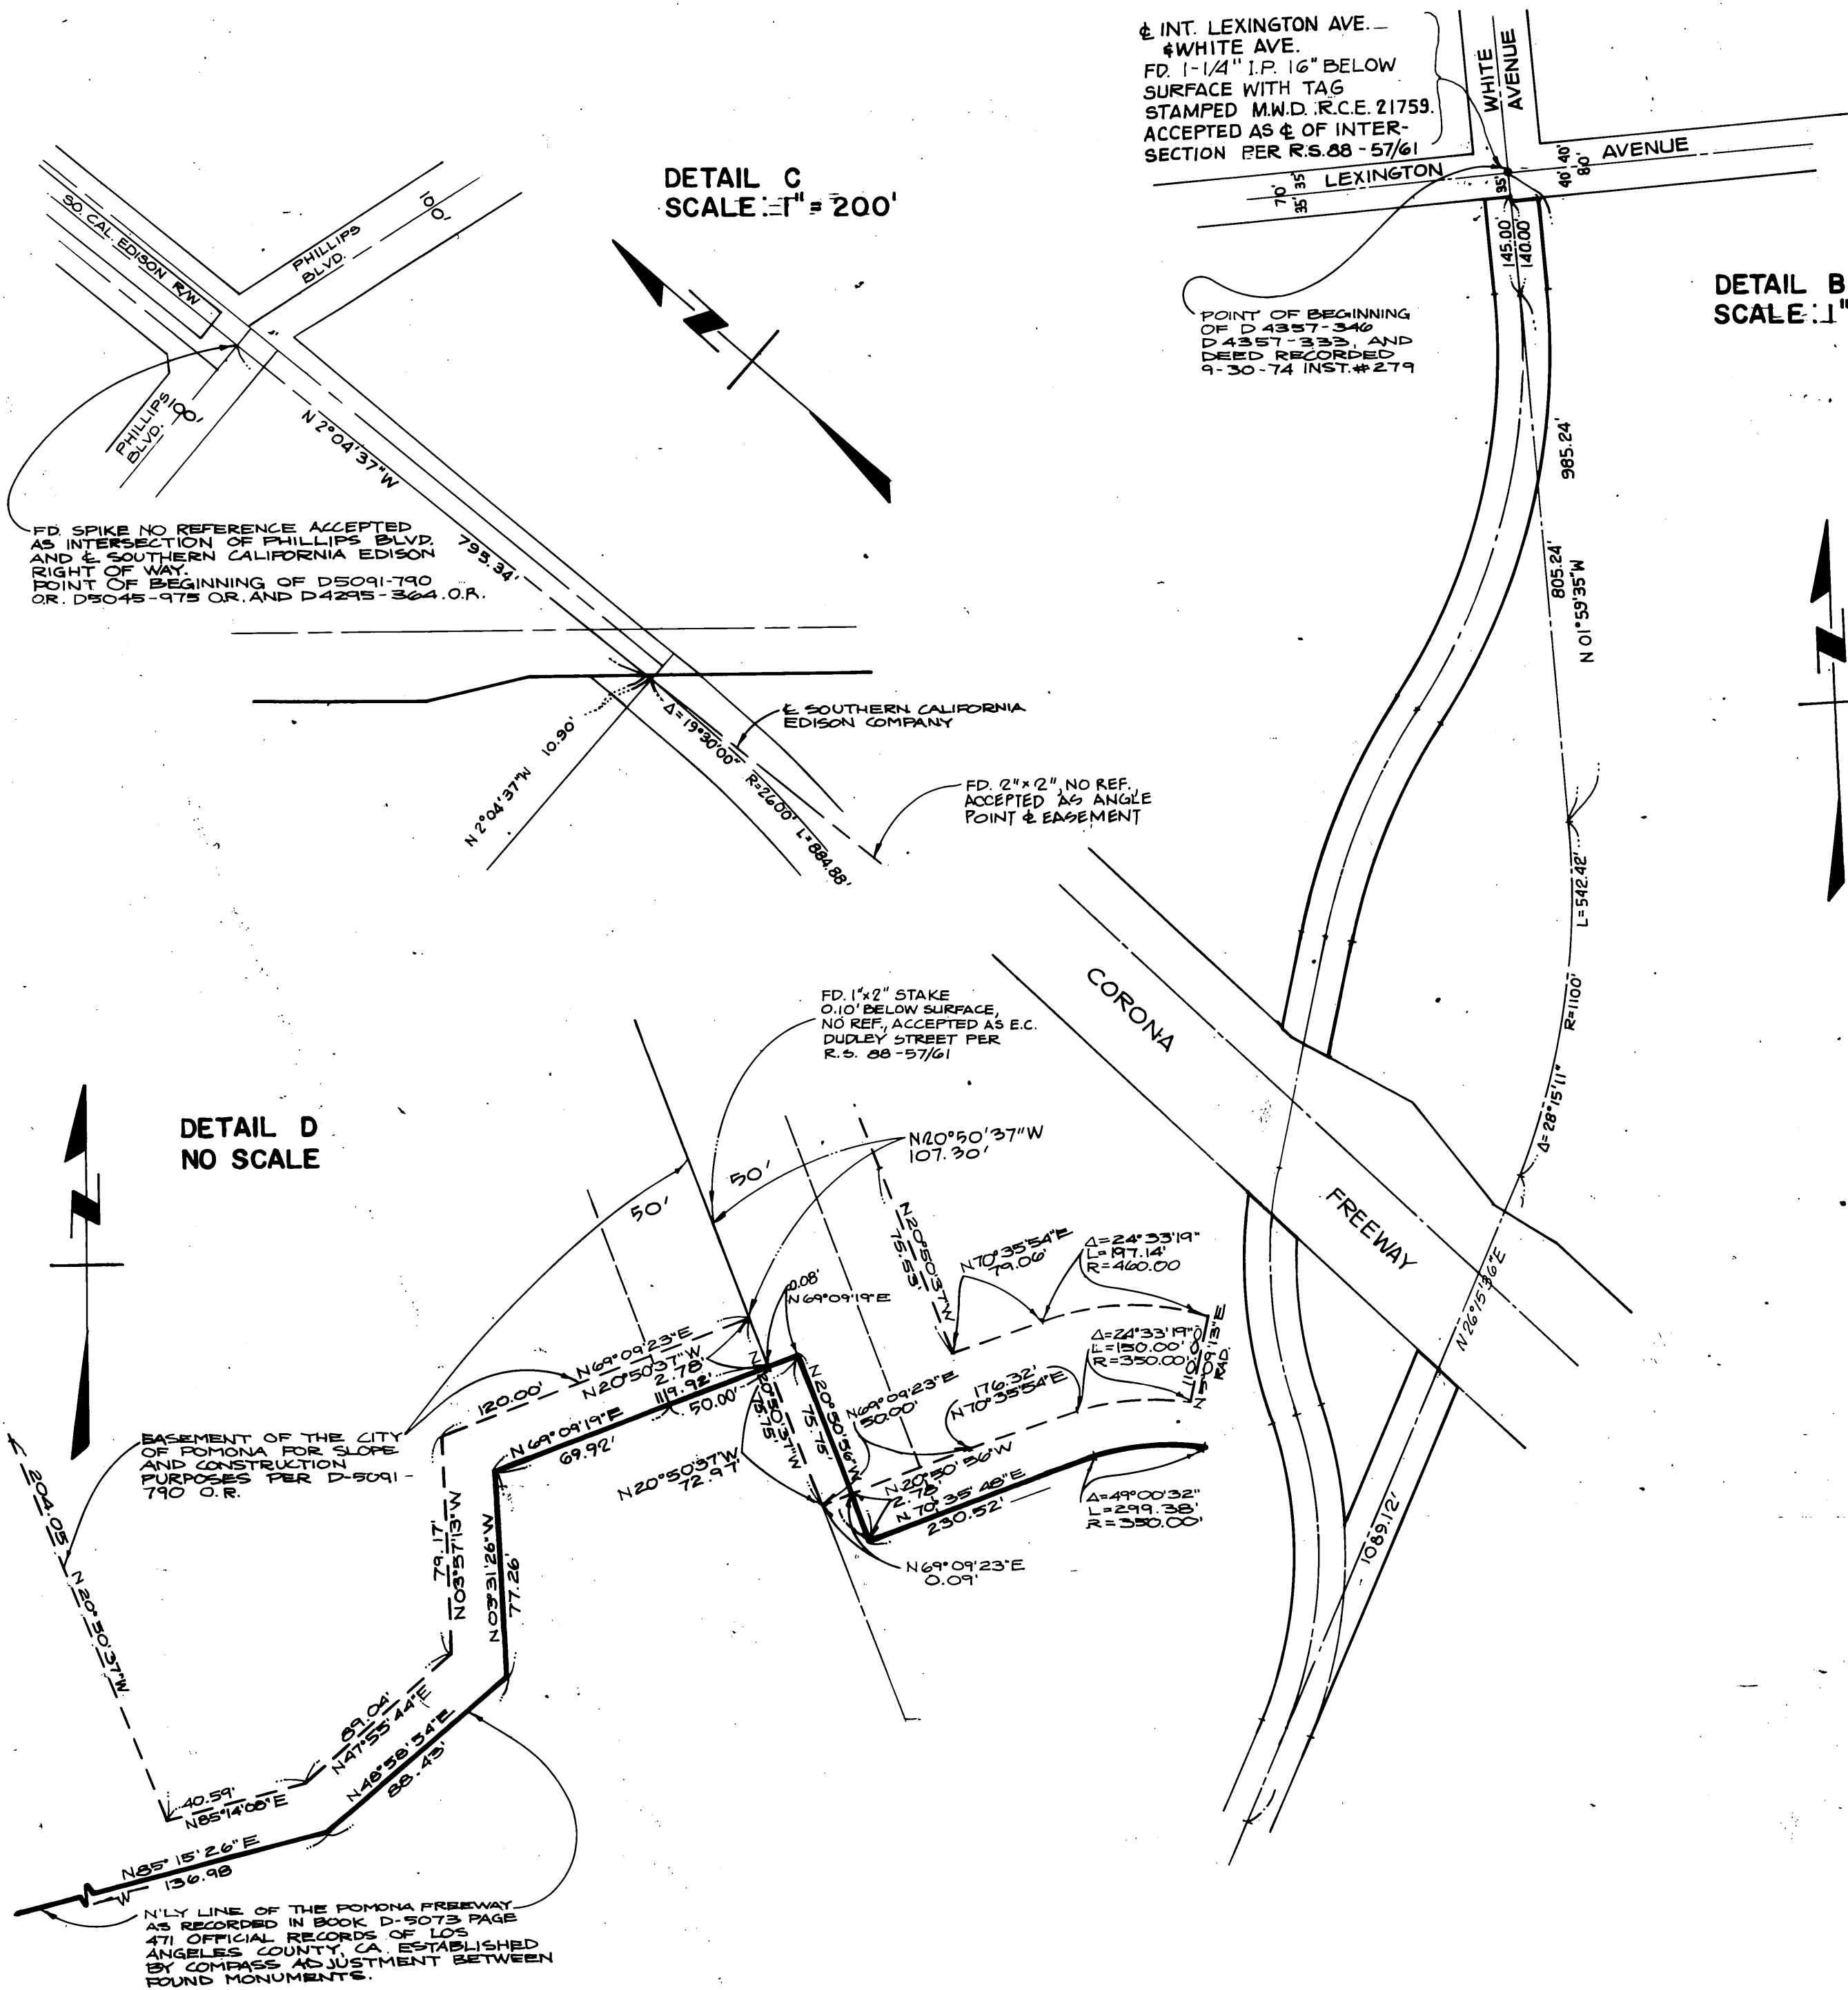 ℄ INT. LEXINGTON AVE.
& WHITE AVE.
FD. 1-1/4" I.P. 16" BELOW
SURFACE WITH TAG
STAMPED M.W.D. R.C.E. 21759.
ACCEPTED AS ℄ OF INTER-
SECTION PER R.S. 88-57/61
WHITE
AVENUE
LEXINGTON
AVENUE
70'
35' 35'
35'
40' 40'
80'
145.00'
140.00'
DETAIL B
SCALE: 1"
POINT OF BEGINNING
OF D 4357-346
D 4357-333, AND
DEED RECORDED
9-30-74 INST.#279
985.24'
805.24'
N 01°59'35"W
L=542.42'
R=1100'
Δ=28°15'11"
N 26°15'36"E
1089.12'
CORONA
FREEWAY
DETAIL C
SCALE: 1" = 200'
SO. CAL. EDISON R/W
PHILLIPS
BLVD.
100'
PHILLIPS
BLVD.
100'
N 2°04'37"W
795.34'
FD. SPIKE NO REFERENCE ACCEPTED
AS INTERSECTION OF PHILLIPS BLVD.
AND ℄ SOUTHERN CALIFORNIA EDISON
RIGHT OF WAY.
POINT OF BEGINNING OF D5091-790
O.R. D5045-975 O.R. AND D4295-364 O.R.
℄ SOUTHERN CALIFORNIA
EDISON COMPANY
N 2°04'37"W 10.90'
Δ=19°30'00" R=2600' L=884.88'
FD. 2"x2", NO REF.,
ACCEPTED AS ANGLE
POINT ℄ EASEMENT
DETAIL D
NO SCALE
FD. 1"x2" STAKE
0.10' BELOW SURFACE,
NO REF., ACCEPTED AS E.C.
DUDLEY STREET PER
R.S. 88-57/61
N20°50'37"W
107.30'
50'
50'
N20°50'37"W
75.53'
N70°35'54"E
79.06'
Δ=24°33'19"
L=197.14'
R=460.00
0.08'
N69°09'19"E
Δ=24°33'19"
L=150.00'
R=350.00'
RAD.
N69°09'23"E
120.00'
N20°50'37"W
2.78'
119.92'
50.00'
N69°09'19"E
69.92'
N20°50'37"W
75.75'
N20°50'56"W
75.75'
N69°09'23"E
50.00'
176.32'
N70°35'54"E
N20°50'37"W
72.97'
N20°50'56"W
2.78'
N70°35'48"E
230.52'
Δ=49°00'32"
L=299.38'
R=350.00'
N69°09'23"E
0.09'
EASEMENT OF THE CITY
OF POMONA FOR SLOPE
AND CONSTRUCTION
PURPOSES PER D-5091-
790 O.R.
204.05'
N20°50'37"W
79.17'
N03°57'13"W
N03°31'26"W
77.26'
89.04'
N47°55'44"E
N48°58'54"E
88.43'
40.59'
N85°14'08"E
N85°15'26"E
136.98
N'LY LINE OF THE POMONA FREEWAY
AS RECORDED IN BOOK D-5073 PAGE
471 OFFICIAL RECORDS OF LOS
ANGELES COUNTY, CA. ESTABLISHED
BY COMPASS ADJUSTMENT BETWEEN
FOUND MONUMENTS.